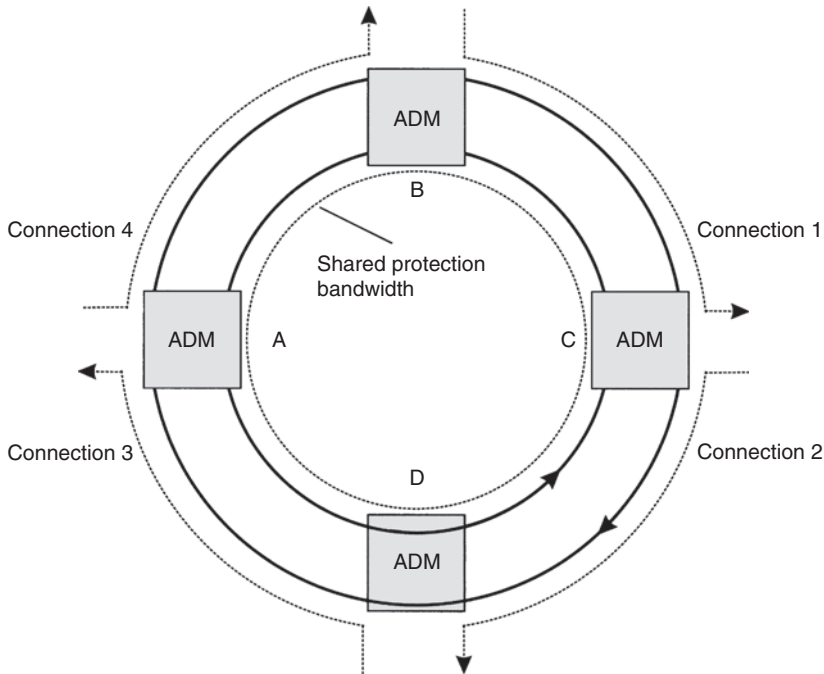 ADM
B
Connection 4
Connection 1
Shared protection
bandwidth
ADM
A
C
ADM
Connection 3
Connection 2
D
ADM